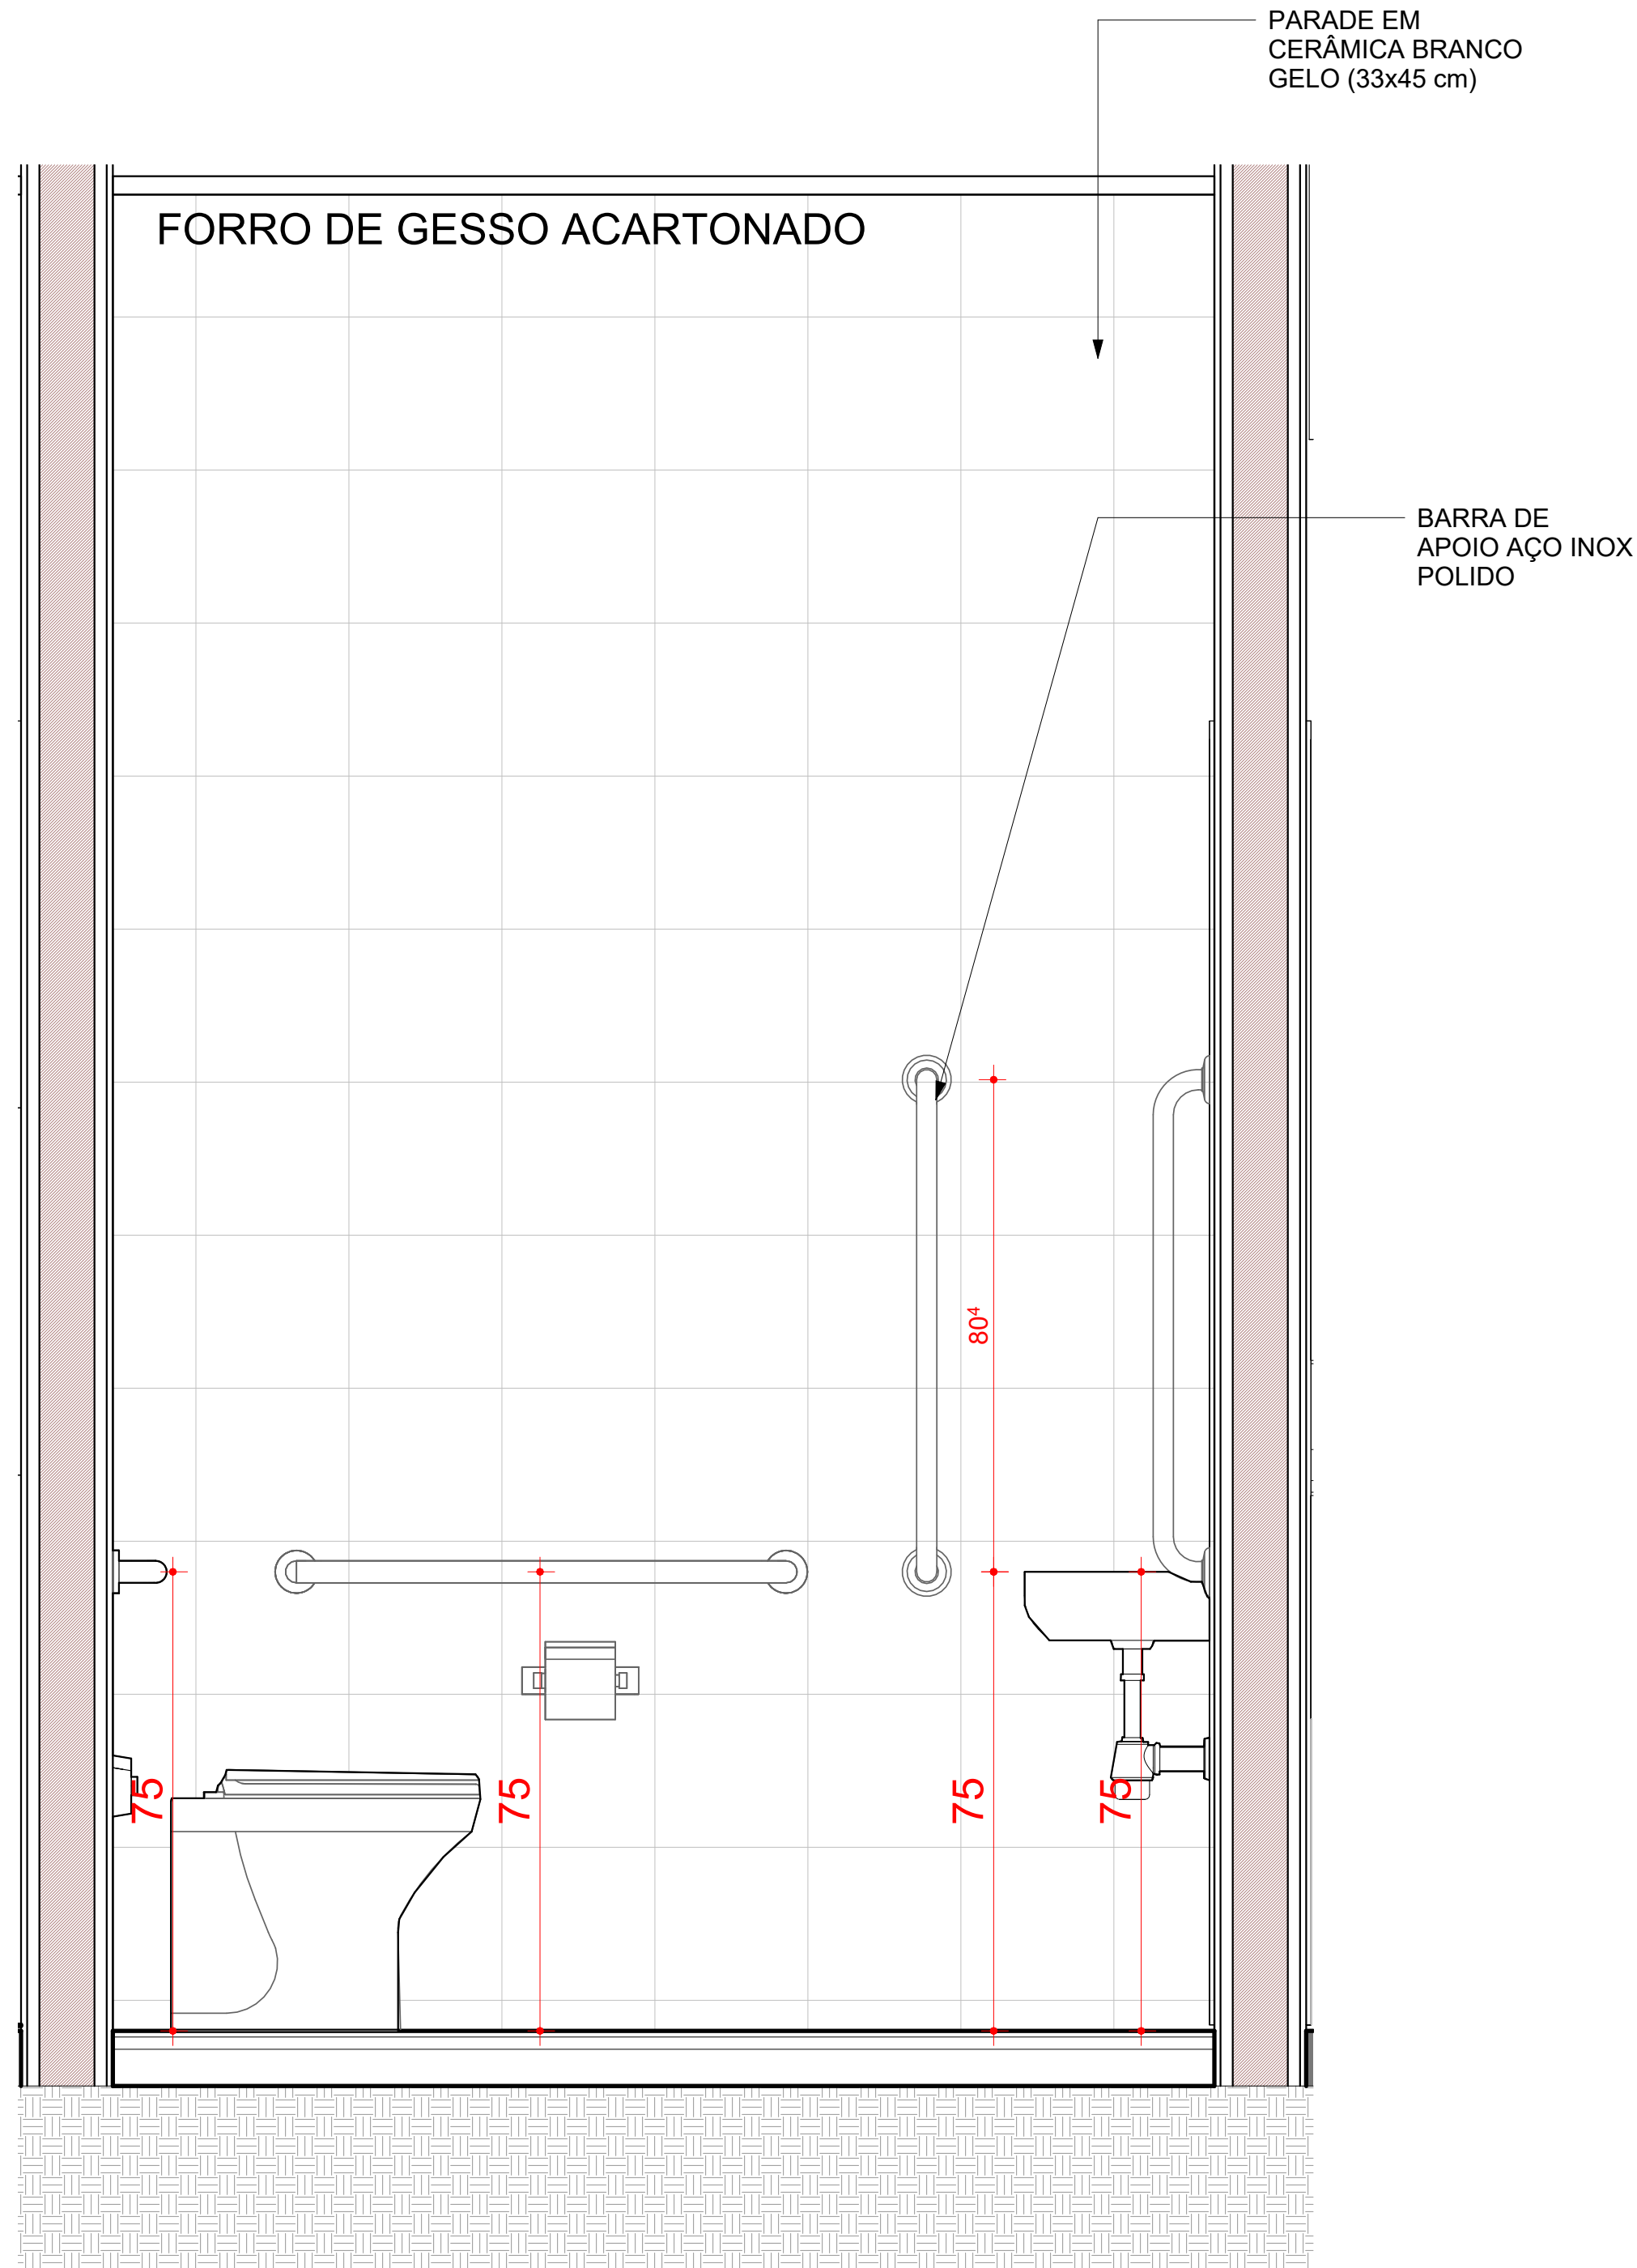 PARADE EM
CERÂMICA BRANCO
GELO (33x45 cm)
FORRO DE GESSO ACARTONADO
BARRA DE
APOIO AÇO INOX
POLIDO
80⁴
75
75
75
75